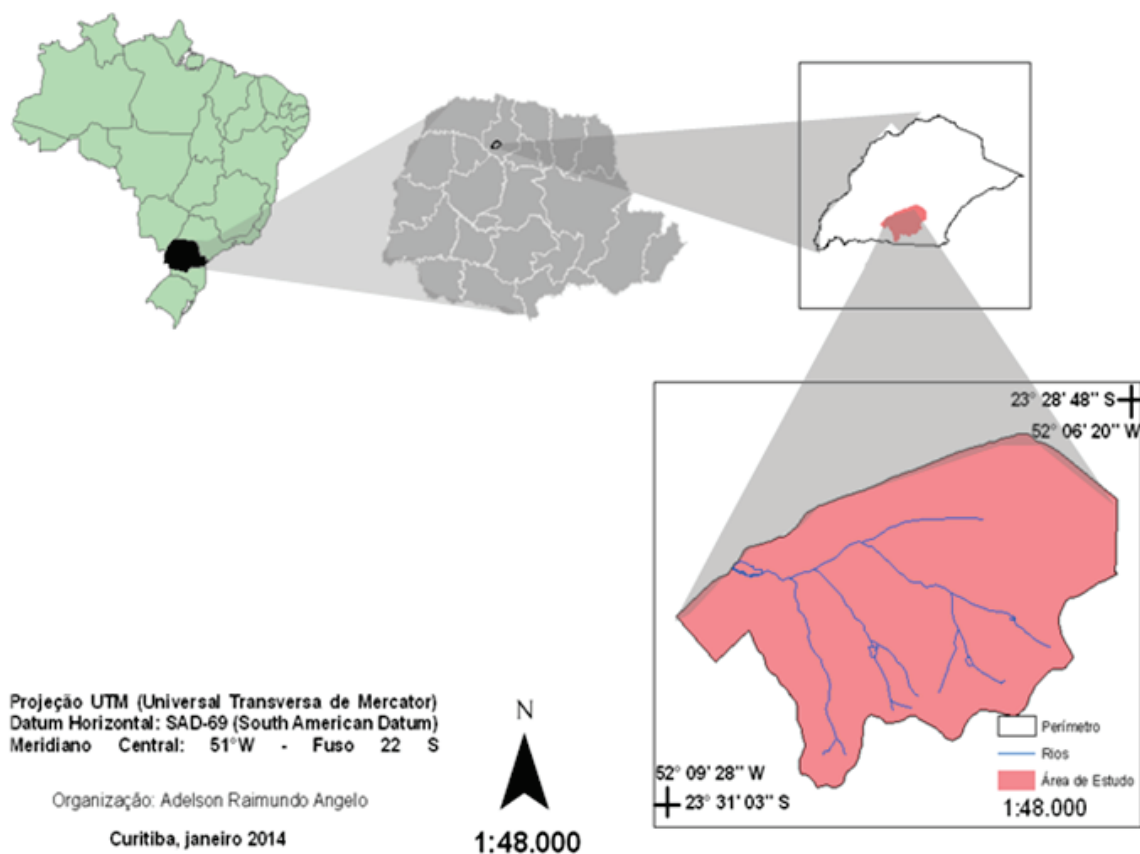 23° 28' 48" S
52° 06' 20" W
Perímetro
Rios
Área de Estudo
1:48.000
52° 09' 28" W
23° 31' 03" S
Projeção UTM (Universal Transversa de Mercator)
Datum Horizontal: SAD-69 (South American Datum)
Meridiano Central: 51°W - Fuso 22 S
Organização: Adelson Raimundo Angelo
Curitiba, janeiro 2014
N
1:48.000